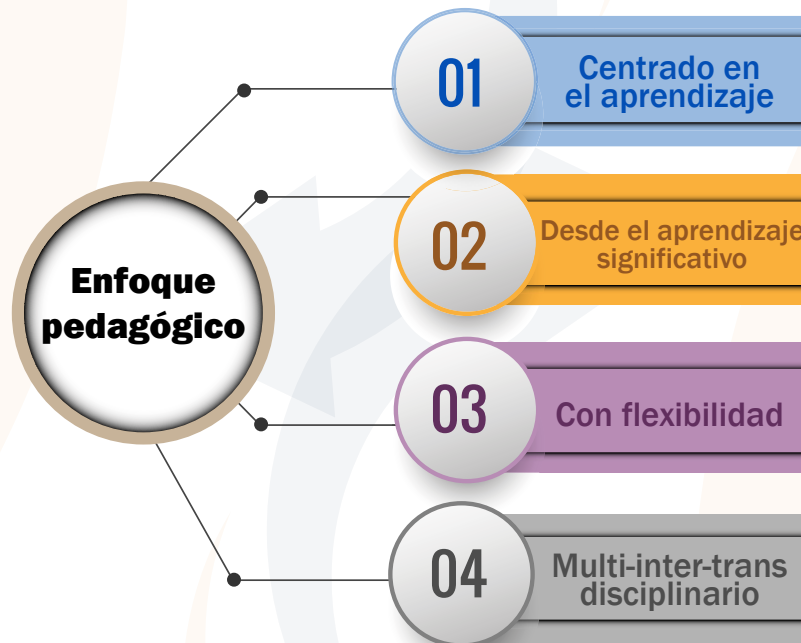 Enfoque
pedagógico
01
Centrado en
el aprendizaje
02
Desde el aprendizaje
significativo
03
Con flexibilidad
04
Multi-inter-trans
disciplinario